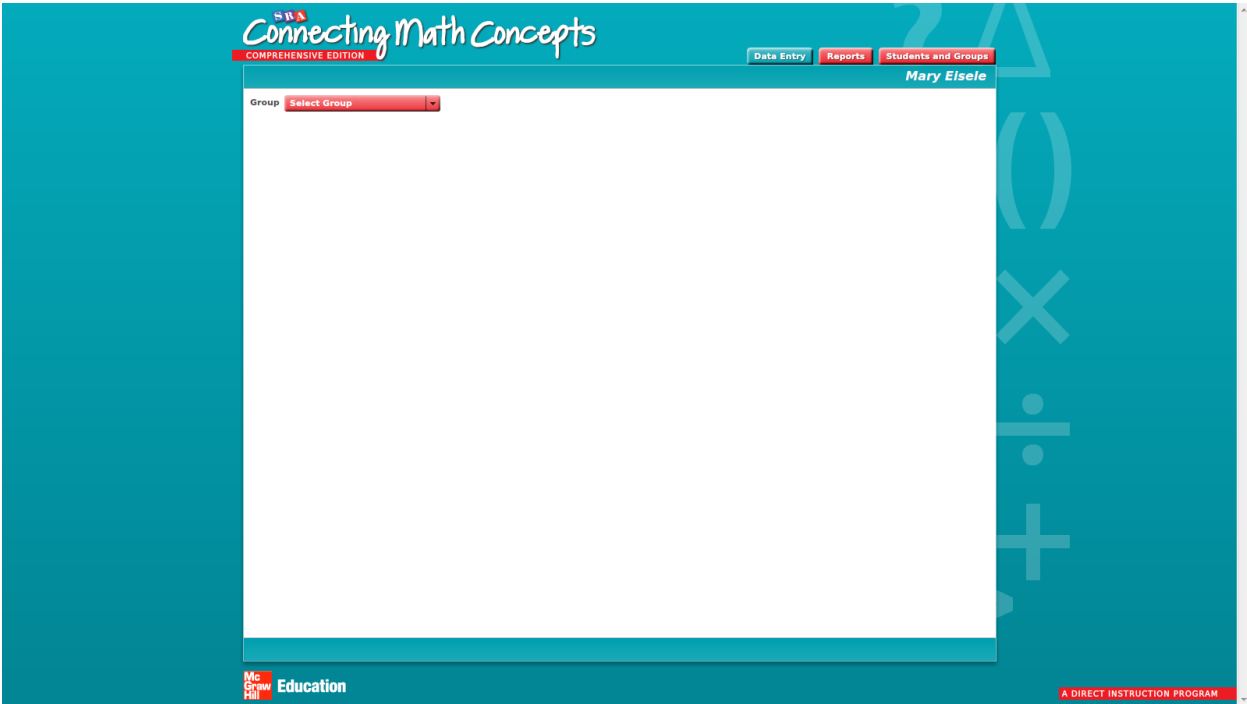 SRA
Connecting Math Concepts
COMPREHENSIVE EDITION
Data Entry Reports Students and Groups
Mary Eisele
Group Select Group
Mc
Graw
Hill
Education
A DIRECT INSTRUCTION PROGRAM